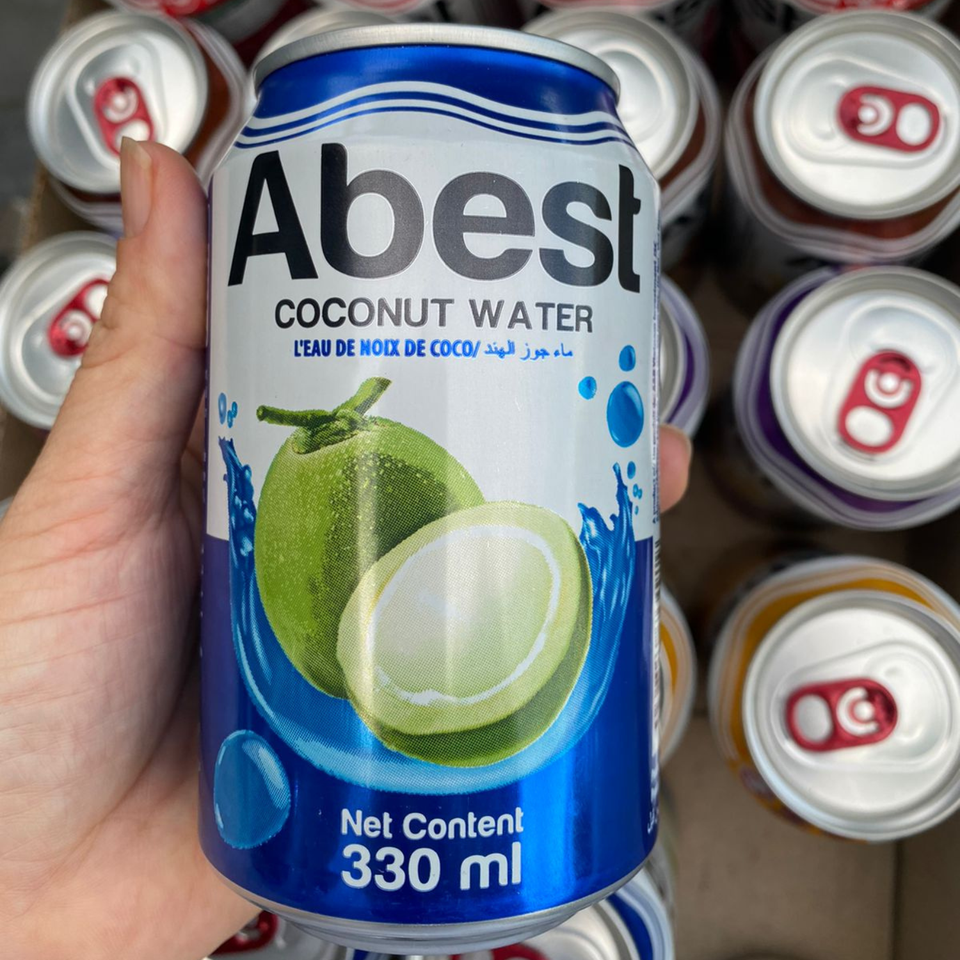 Abest
COCONUT WATER
L'EAU DE NOIX DE COCO/ ماء جوز الهند
Net Content
330 ml